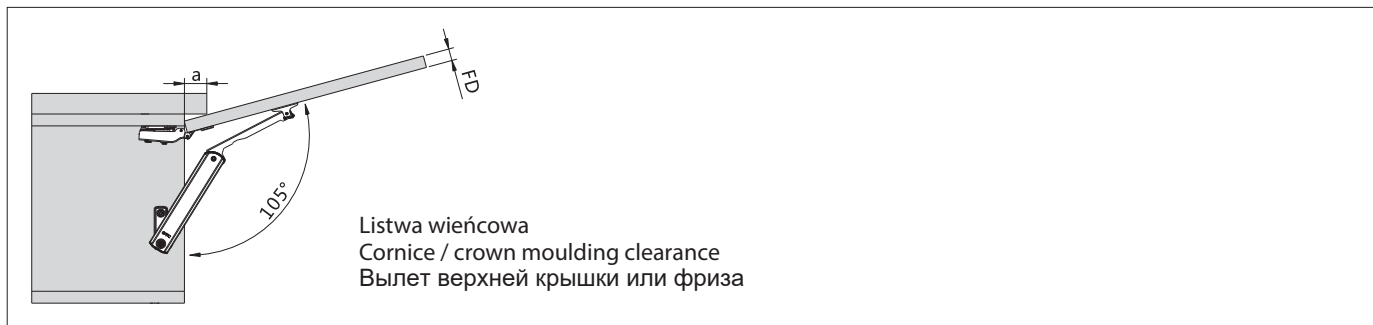 a
FD
105°
Listwa wieńcowa
Cornice / crown moulding clearance
Вылет верхней крышки или фриза